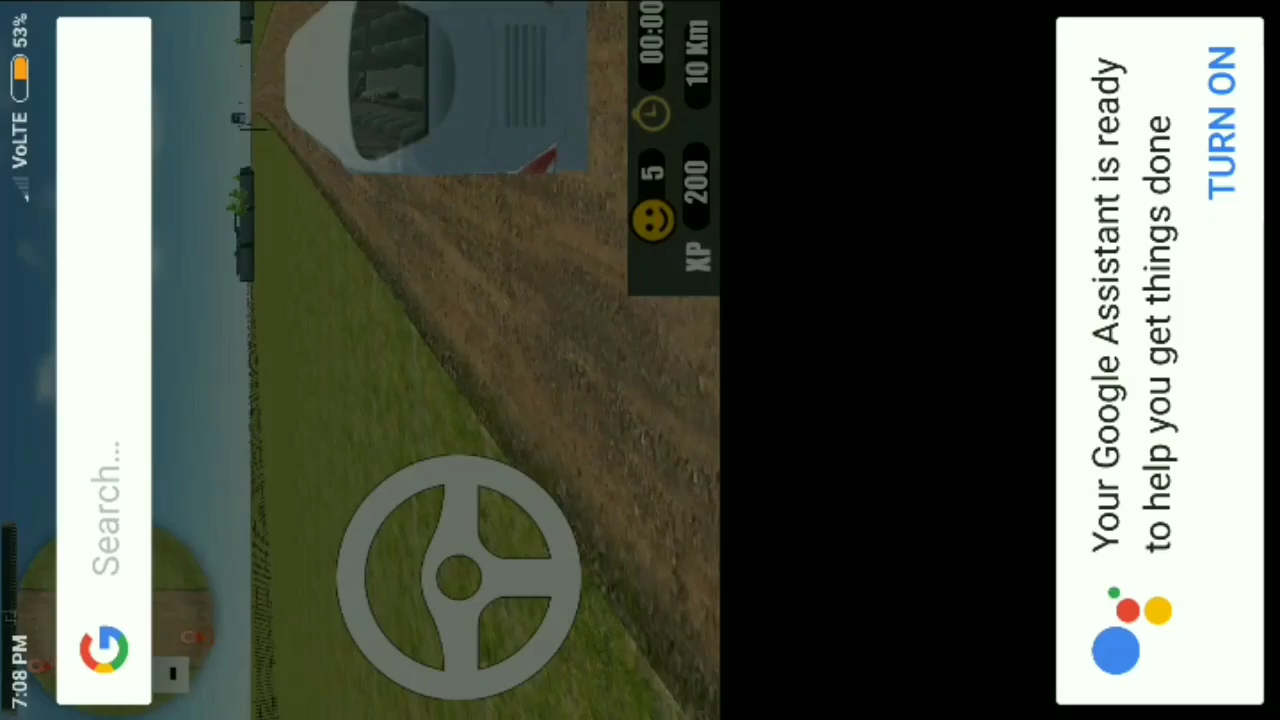 7:08 PM
VoLTE
53%
Search...
5
00:00
XP
200
10 Km
Your Google Assistant is ready
to help you get things done
TURN ON